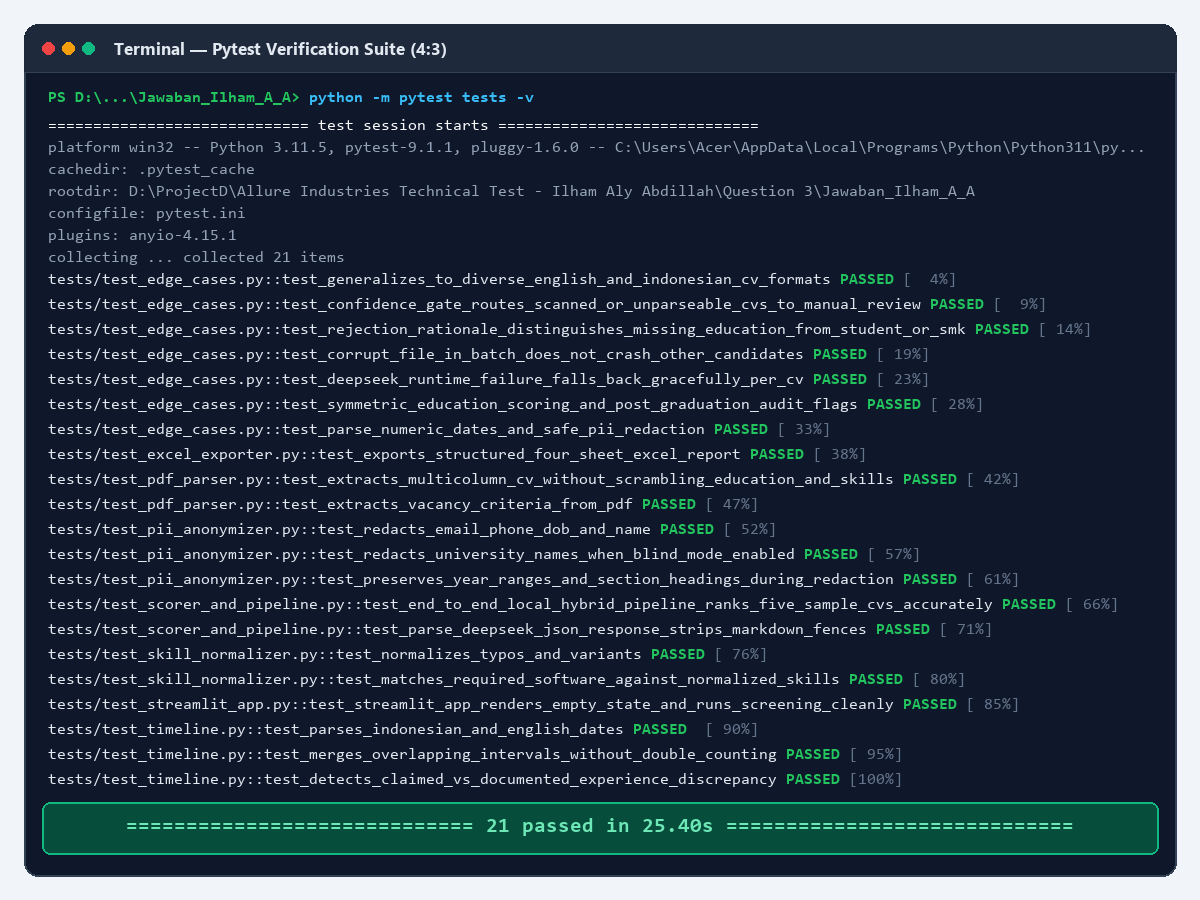 Terminal — Pytest Verification Suite (4:3)
PS D:\...\Jawaban_Ilham_A_A> python -m pytest tests -v
============================= test session starts =============================
platform win32 -- Python 3.11.5, pytest-9.1.1, pluggy-1.6.0 -- C:\Users\Acer\AppData\Local\Programs\Python\Python311\py...
cachedir: .pytest_cache
rootdir: D:\ProjectD\Allure Industries Technical Test - Ilham Aly Abdillah\Question 3\Jawaban_Ilham_A_A
configfile: pytest.ini
plugins: anyio-4.15.1
collecting ... collected 21 items
tests/test_edge_cases.py::test_generalizes_to_diverse_english_and_indonesian_cv_formats PASSED [  4%]
tests/test_edge_cases.py::test_confidence_gate_routes_scanned_or_unparseable_cvs_to_manual_review PASSED [  9%]
tests/test_edge_cases.py::test_rejection_rationale_distinguishes_missing_education_from_student_or_smk PASSED [ 14%]
tests/test_edge_cases.py::test_corrupt_file_in_batch_does_not_crash_other_candidates PASSED [ 19%]
tests/test_edge_cases.py::test_deepseek_runtime_failure_falls_back_gracefully_per_cv PASSED [ 23%]
tests/test_edge_cases.py::test_symmetric_education_scoring_and_post_graduation_audit_flags PASSED [ 28%]
tests/test_edge_cases.py::test_parse_numeric_dates_and_safe_pii_redaction PASSED [ 33%]
tests/test_excel_exporter.py::test_exports_structured_four_sheet_excel_report PASSED [ 38%]
tests/test_pdf_parser.py::test_extracts_multicolumn_cv_without_scrambling_education_and_skills PASSED [ 42%]
tests/test_pdf_parser.py::test_extracts_vacancy_criteria_from_pdf PASSED [ 47%]
tests/test_pii_anonymizer.py::test_redacts_email_phone_dob_and_name PASSED [ 52%]
tests/test_pii_anonymizer.py::test_redacts_university_names_when_blind_mode_enabled PASSED [ 57%]
tests/test_pii_anonymizer.py::test_preserves_year_ranges_and_section_headings_during_redaction PASSED [ 61%]
tests/test_scorer_and_pipeline.py::test_end_to_end_local_hybrid_pipeline_ranks_five_sample_cvs_accurately PASSED [ 66%]
tests/test_scorer_and_pipeline.py::test_parse_deepseek_json_response_strips_markdown_fences PASSED [ 71%]
tests/test_skill_normalizer.py::test_normalizes_typos_and_variants PASSED [ 76%]
tests/test_skill_normalizer.py::test_matches_required_software_against_normalized_skills PASSED [ 80%]
tests/test_streamlit_app.py::test_streamlit_app_renders_empty_state_and_runs_screening_cleanly PASSED [ 85%]
tests/test_timeline.py::test_parses_indonesian_and_english_dates PASSED  [ 90%]
tests/test_timeline.py::test_merges_overlapping_intervals_without_double_counting PASSED [ 95%]
tests/test_timeline.py::test_detects_claimed_vs_documented_experience_discrepancy PASSED [100%]
============================= 21 passed in 25.40s =============================